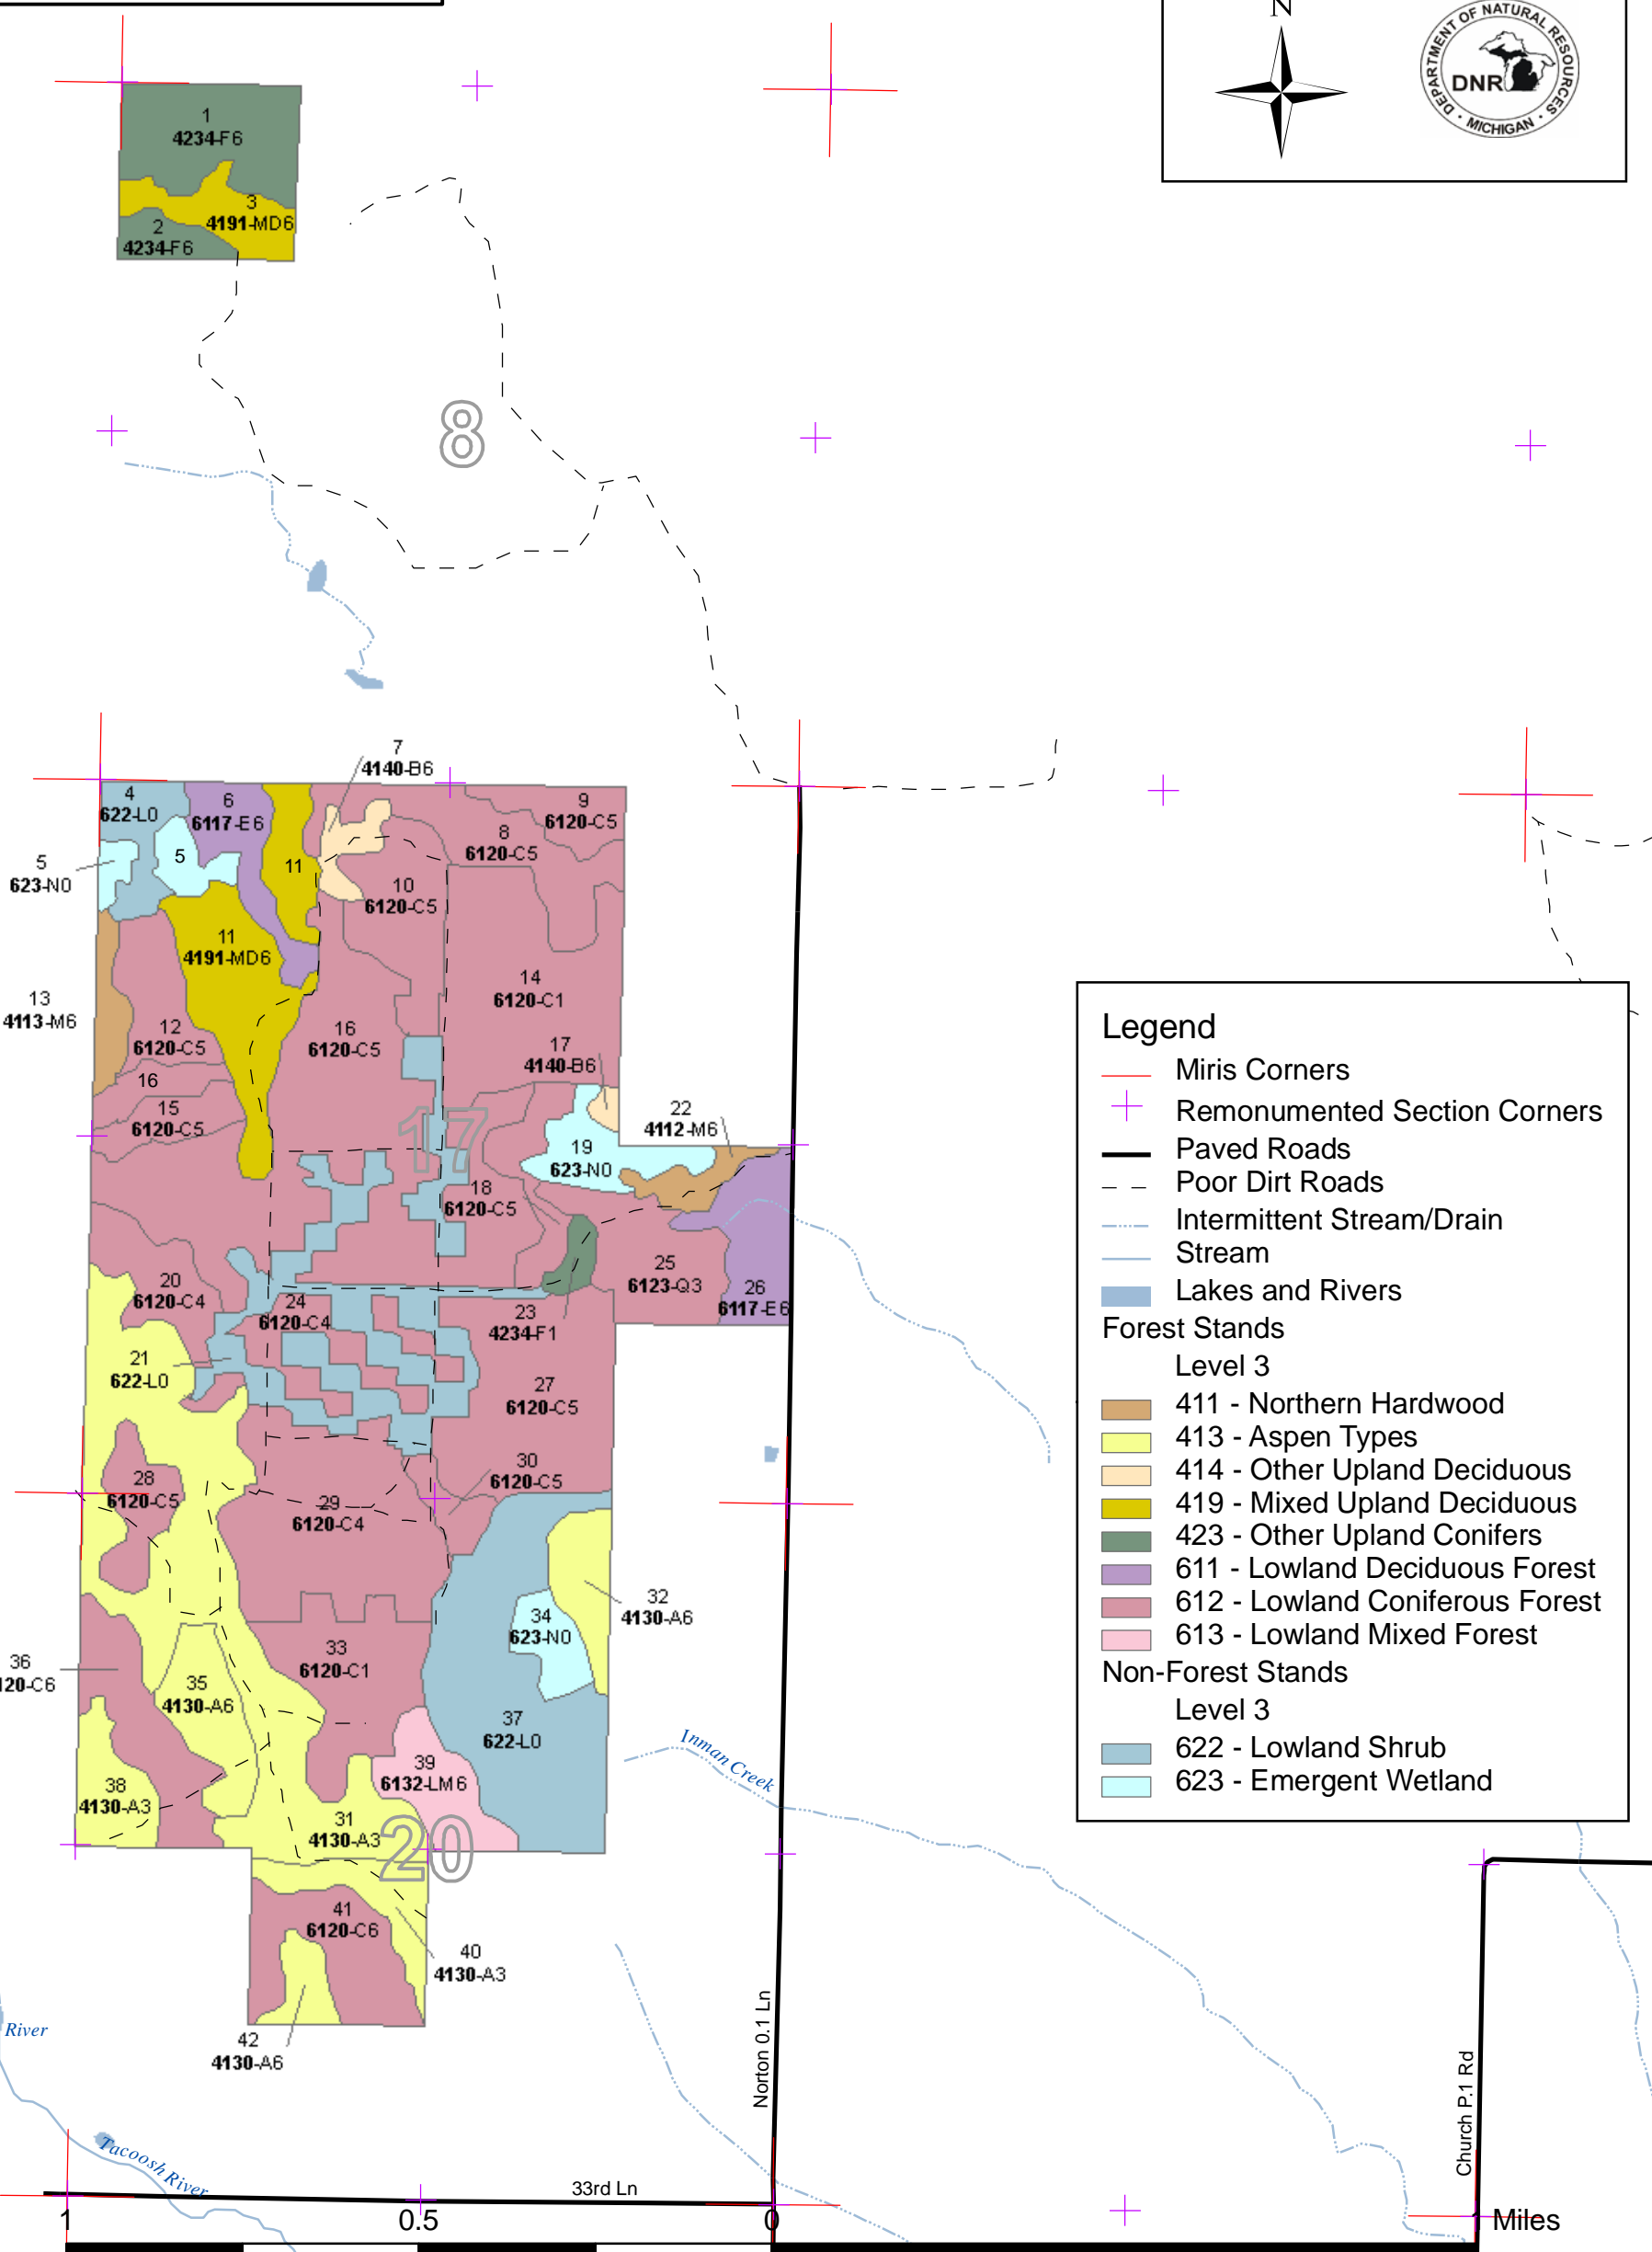 N
DEPARTMENT OF NATURAL RESOURCES
DNR
MICHIGAN
1
4234-F6
3
4191-MD6
2
4234-F6
8
7
4140-B6
4
622-L0
6
6117-E6
9
6120-C5
8
6120-C5
5
623-N0
5
11
10
6120-C5
11
4191-MD6
14
6120-C1
13
4113-M6
12
6120-C5
16
6120-C5
17
4140-B6
16
15
6120-C5
17
22
4112-M6
19
623-N0
18
6120-C5
25
6123-Q3
26
6117-E6
20
6120-C4
24
6120-C4
23
4234-F1
21
622-L0
27
6120-C5
28
6120-C5
30
6120-C5
29
6120-C4
32
4130-A6
34
623-N0
33
6120-C1
36
120-C6
35
4130-A6
37
622-L0
39
6132-LM6
38
4130-A3
31
4130-A3
20
41
6120-C6
40
4130-A3
42
4130-A6
Inman Creek
River
Tacoosh River
Norton 0.1 Ln
Church P.1 Rd
33rd Ln
Legend
Miris Corners
Remonumented Section Corners
Paved Roads
Poor Dirt Roads
Intermittent Stream/Drain
Stream
Lakes and Rivers
Forest Stands
Level 3
411 - Northern Hardwood
413 - Aspen Types
414 - Other Upland Deciduous
419 - Mixed Upland Deciduous
423 - Other Upland Conifers
611 - Lowland Deciduous Forest
612 - Lowland Coniferous Forest
613 - Lowland Mixed Forest
Non-Forest Stands
Level 3
622 - Lowland Shrub
623 - Emergent Wetland
1 0.5 0 1 Miles